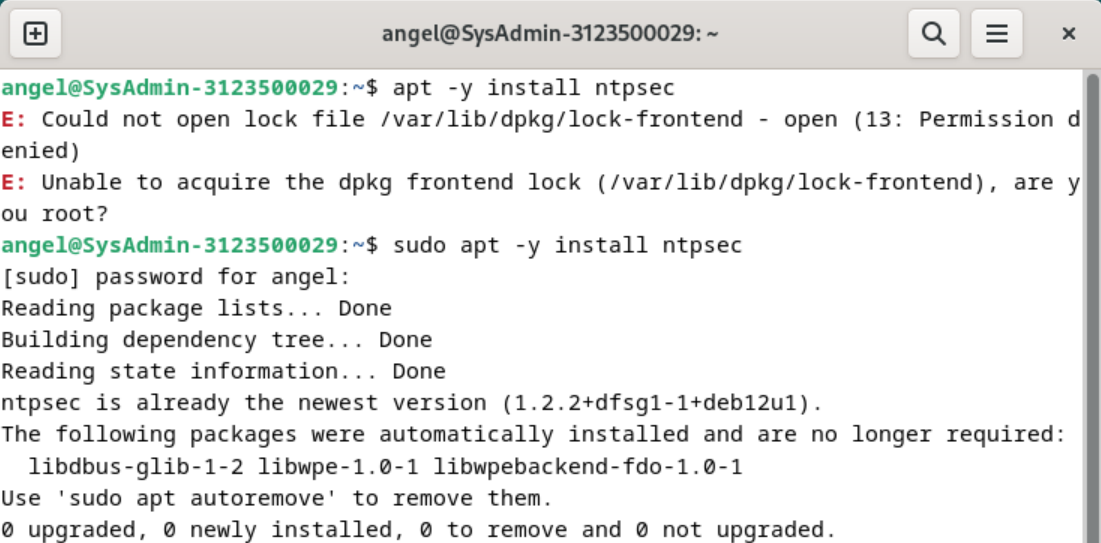 angel@SysAdmin-3123500029: ~
angel@SysAdmin-3123500029:~$ apt -y install ntpsec
E: Could not open lock file /var/lib/dpkg/lock-frontend - open (13: Permission d
enied)
E: Unable to acquire the dpkg frontend lock (/var/lib/dpkg/lock-frontend), are y
ou root?
angel@SysAdmin-3123500029:~$ sudo apt -y install ntpsec
[sudo] password for angel:
Reading package lists... Done
Building dependency tree... Done
Reading state information... Done
ntpsec is already the newest version (1.2.2+dfsg1-1+deb12u1).
The following packages were automatically installed and are no longer required:
  libdbus-glib-1-2 libwpe-1.0-1 libwpebackend-fdo-1.0-1
Use 'sudo apt autoremove' to remove them.
0 upgraded, 0 newly installed, 0 to remove and 0 not upgraded.